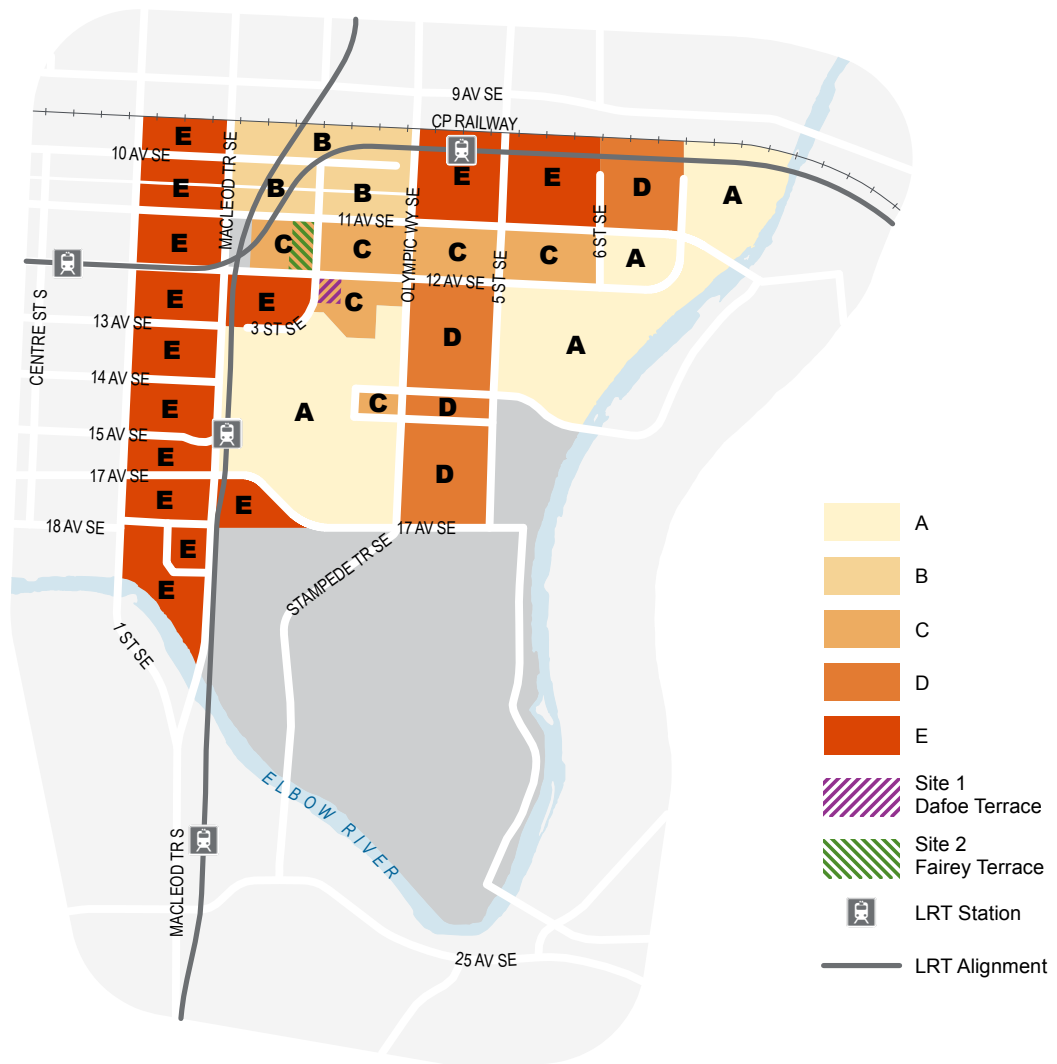 9 AV SE
CP RAILWAY
E
B
10 AV SE
MACLEOD TR SE
E
E
D
A
E
B
B
11 AV SE
OLYMPIC WY SE
6 ST SE
E
C
C
C
C
A
5 ST SE
12 AV SE
E
E
C
13 AV SE
3 ST SE
CENTRE ST S
E
D
A
14 AV SE
E
A
C
D
15 AV SE
E
17 AV SE
D
E
E
18 AV SE
17 AV SE
E
STAMPEDE TR SE
E
1 ST SE
ELBOW RIVER
MACLEOD TR S
25 AV SE
A
B
C
D
E
Site 1
Dafoe Terrace
Site 2
Fairey Terrace
LRT Station
LRT Alignment